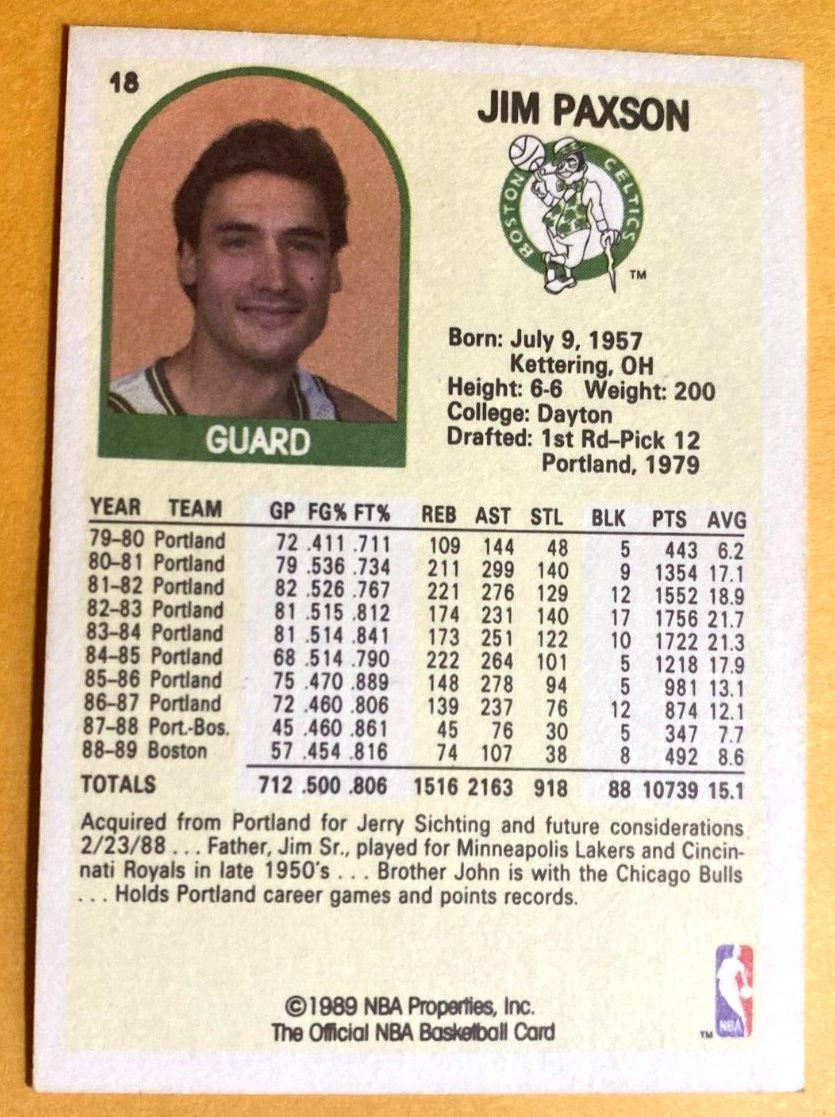 18
JIM PAXSON
BOSTON CELTICS
TM
Born: July 9, 1957
Kettering, OH
Height: 6-6 Weight: 200
College: Dayton
Drafted: 1st Rd–Pick 12
Portland, 1979
GUARD
YEAR TEAM GP FG% FT% REB AST STL BLK PTS AVG
79–80 Portland 72 .411 .711 109 144 48 5 443 6.2
80–81 Portland 79 .536 .734 211 299 140 9 1354 17.1
81–82 Portland 82 .526 .767 221 276 129 12 1552 18.9
82–83 Portland 81 .515 .812 174 231 140 17 1756 21.7
83–84 Portland 81 .514 .841 173 251 122 10 1722 21.3
84–85 Portland 68 .514 .790 222 264 101 5 1218 17.9
85–86 Portland 75 .470 .889 148 278 94 5 981 13.1
86–87 Portland 72 .460 .806 139 237 76 12 874 12.1
87–88 Port.-Bos. 45 .460 .861 45 76 30 5 347 7.7
88–89 Boston 57 .454 .816 74 107 38 8 492 8.6
TOTALS 712 .500 .806 1516 2163 918 88 10739 15.1
Acquired from Portland for Jerry Sichting and future considerations
2/23/88 . . . Father, Jim Sr., played for Minneapolis Lakers and Cincin-
nati Royals in late 1950's . . . Brother John is with the Chicago Bulls
. . . Holds Portland career games and points records.
©1989 NBA Properties, Inc.
The Official NBA Basketball Card
TM NBA